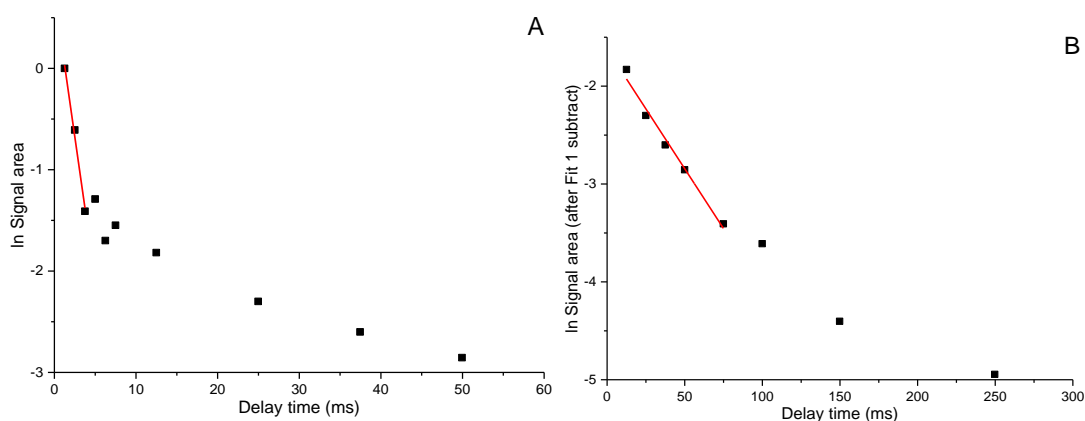 A
ln Signal area
0
-1
-2
-3
0 10 20 30 40 50 60
Delay time (ms)
B
ln Signal area (after Fit 1 subtract)
-2
-3
-4
-5
0 50 100 150 200 250 300
Delay time (ms)